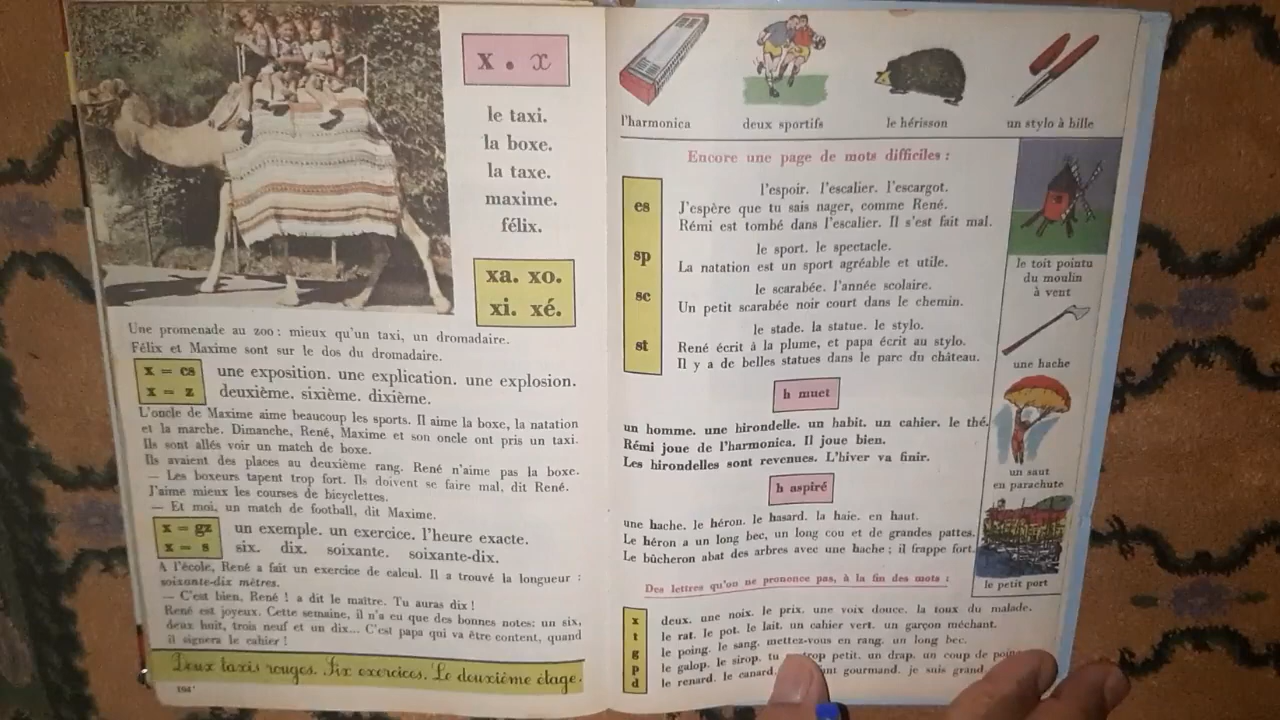 x . x
le taxi.
la boxe.
la taxe.
maxime.
félix.
xa. xo.
xi. xé.
Une promenade au zoo : mieux qu'un taxi, un dromadaire.
Félix et Maxime sont sur le dos du dromadaire.
x = cs une exposition. une explication. une explosion.
x = z deuxième. sixième. dixième.
L'oncle de Maxime aime beaucoup les sports. Il aime la boxe, la natation
et la marche. Dimanche, René, Maxime et son oncle ont pris un taxi.
Ils sont allés voir un match de boxe.
Ils avaient des places au deuxième rang. René n'aime pas la boxe.
— Les boxeurs tapent trop fort. Ils doivent se faire mal, dit René.
J'aime mieux les courses de bicyclettes.
— Et moi, un match de football, dit Maxime.
x = gz un exemple. un exercice. l'heure exacte.
x = s six. dix. soixante. soixante-dix.
A l'école, René a fait un exercice de calcul. Il a trouvé la longueur :
soixante-dix mètres.
— C'est bien, René ! a dit le maître. Tu auras dix !
René est joyeux. Cette semaine, il n'a eu que des bonnes notes: un six,
deux huit, trois neuf et un dix... C'est papa qui va être content, quand
il signera le cahier !
Deux taxis rouges. Six exercices. Le deuxième étage.
104
l'harmonica
deux sportifs
le hérisson
un stylo à bille
Encore une page de mots difficiles :
es
l'espoir. l'escalier. l'escargot.
J'espère que tu sais nager, comme René.
Rémi est tombé dans l'escalier. Il s'est fait mal.
sp
le sport. le spectacle.
La natation est un sport agréable et utile.
sc
le scarabée. l'année scolaire.
Un petit scarabée noir court dans le chemin.
st
le stade. la statue. le stylo.
René écrit à la plume, et papa écrit au stylo.
Il y a de belles statues dans le parc du château.
h muet
un homme. une hirondelle. un habit. un cahier. le thé.
Rémi joue de l'harmonica. Il joue bien.
Les hirondelles sont revenues. L'hiver va finir.
h aspiré
une hache. le héron. le hasard. la haie. en haut.
Le héron a un long bec, un long cou et de grandes pattes.
Le bûcheron abat des arbres avec une hache ; il frappe fort.
le toit pointu
du moulin
à vent
une hache
un saut
en parachute
le petit port
Des lettres qu'on ne prononce pas, à la fin des mots :
x deux. une noix. le prix. une voix douce. la toux du malade.
t le rat. le pot. le lait. un cahier vert. un garçon méchant.
g le poing. le sang. mettez-vous en rang. un long bec.
p le galop. le sirop. tu trop petit. un drap. un coup de
d le renard. le canard. gourmand. je suis grand